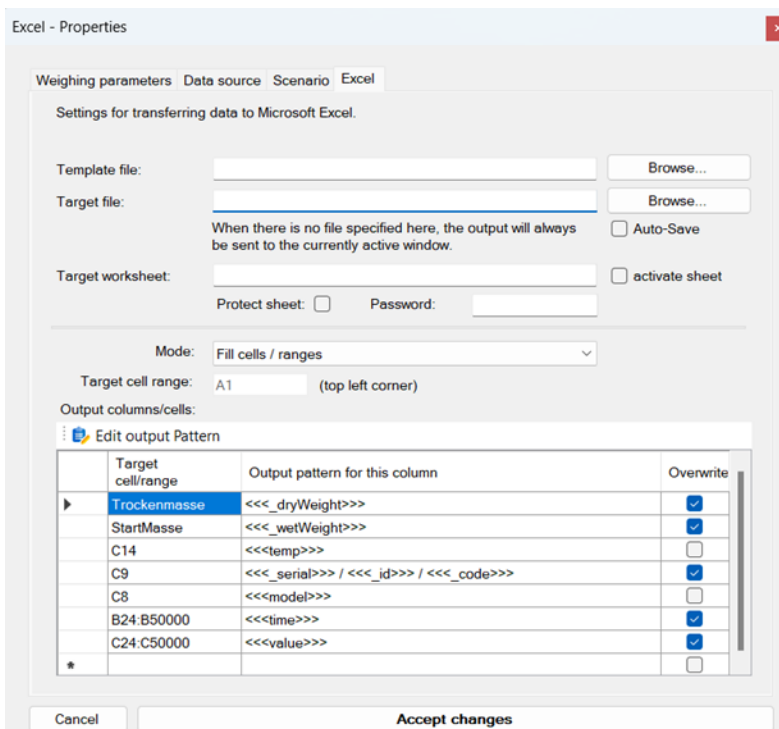 Excel - Properties
Weighing parameters Data source Scenario Excel
Settings for transferring data to Microsoft Excel.
Template file: Browse...
Target file: Browse...
When there is no file specified here, the output will always
be sent to the currently active window.
Auto-Save
Target worksheet: activate sheet
Protect sheet: Password:
Mode: Fill cells / ranges
Target cell range: A1 (top left corner)
Output columns/cells:
Edit output Pattern
Target
cell/range
Output pattern for this column Overwrite
Trockenmasse <<<_dryWeight>>>
StartMasse <<<_wetWeight>>>
C14 <<<temp>>>
C9 <<<_serial>>> / <<<_id>>> / <<<_code>>>
C8 <<<model>>>
B24:B50000 <<<time>>>
C24:C50000 <<<value>>>
*
Cancel Accept changes